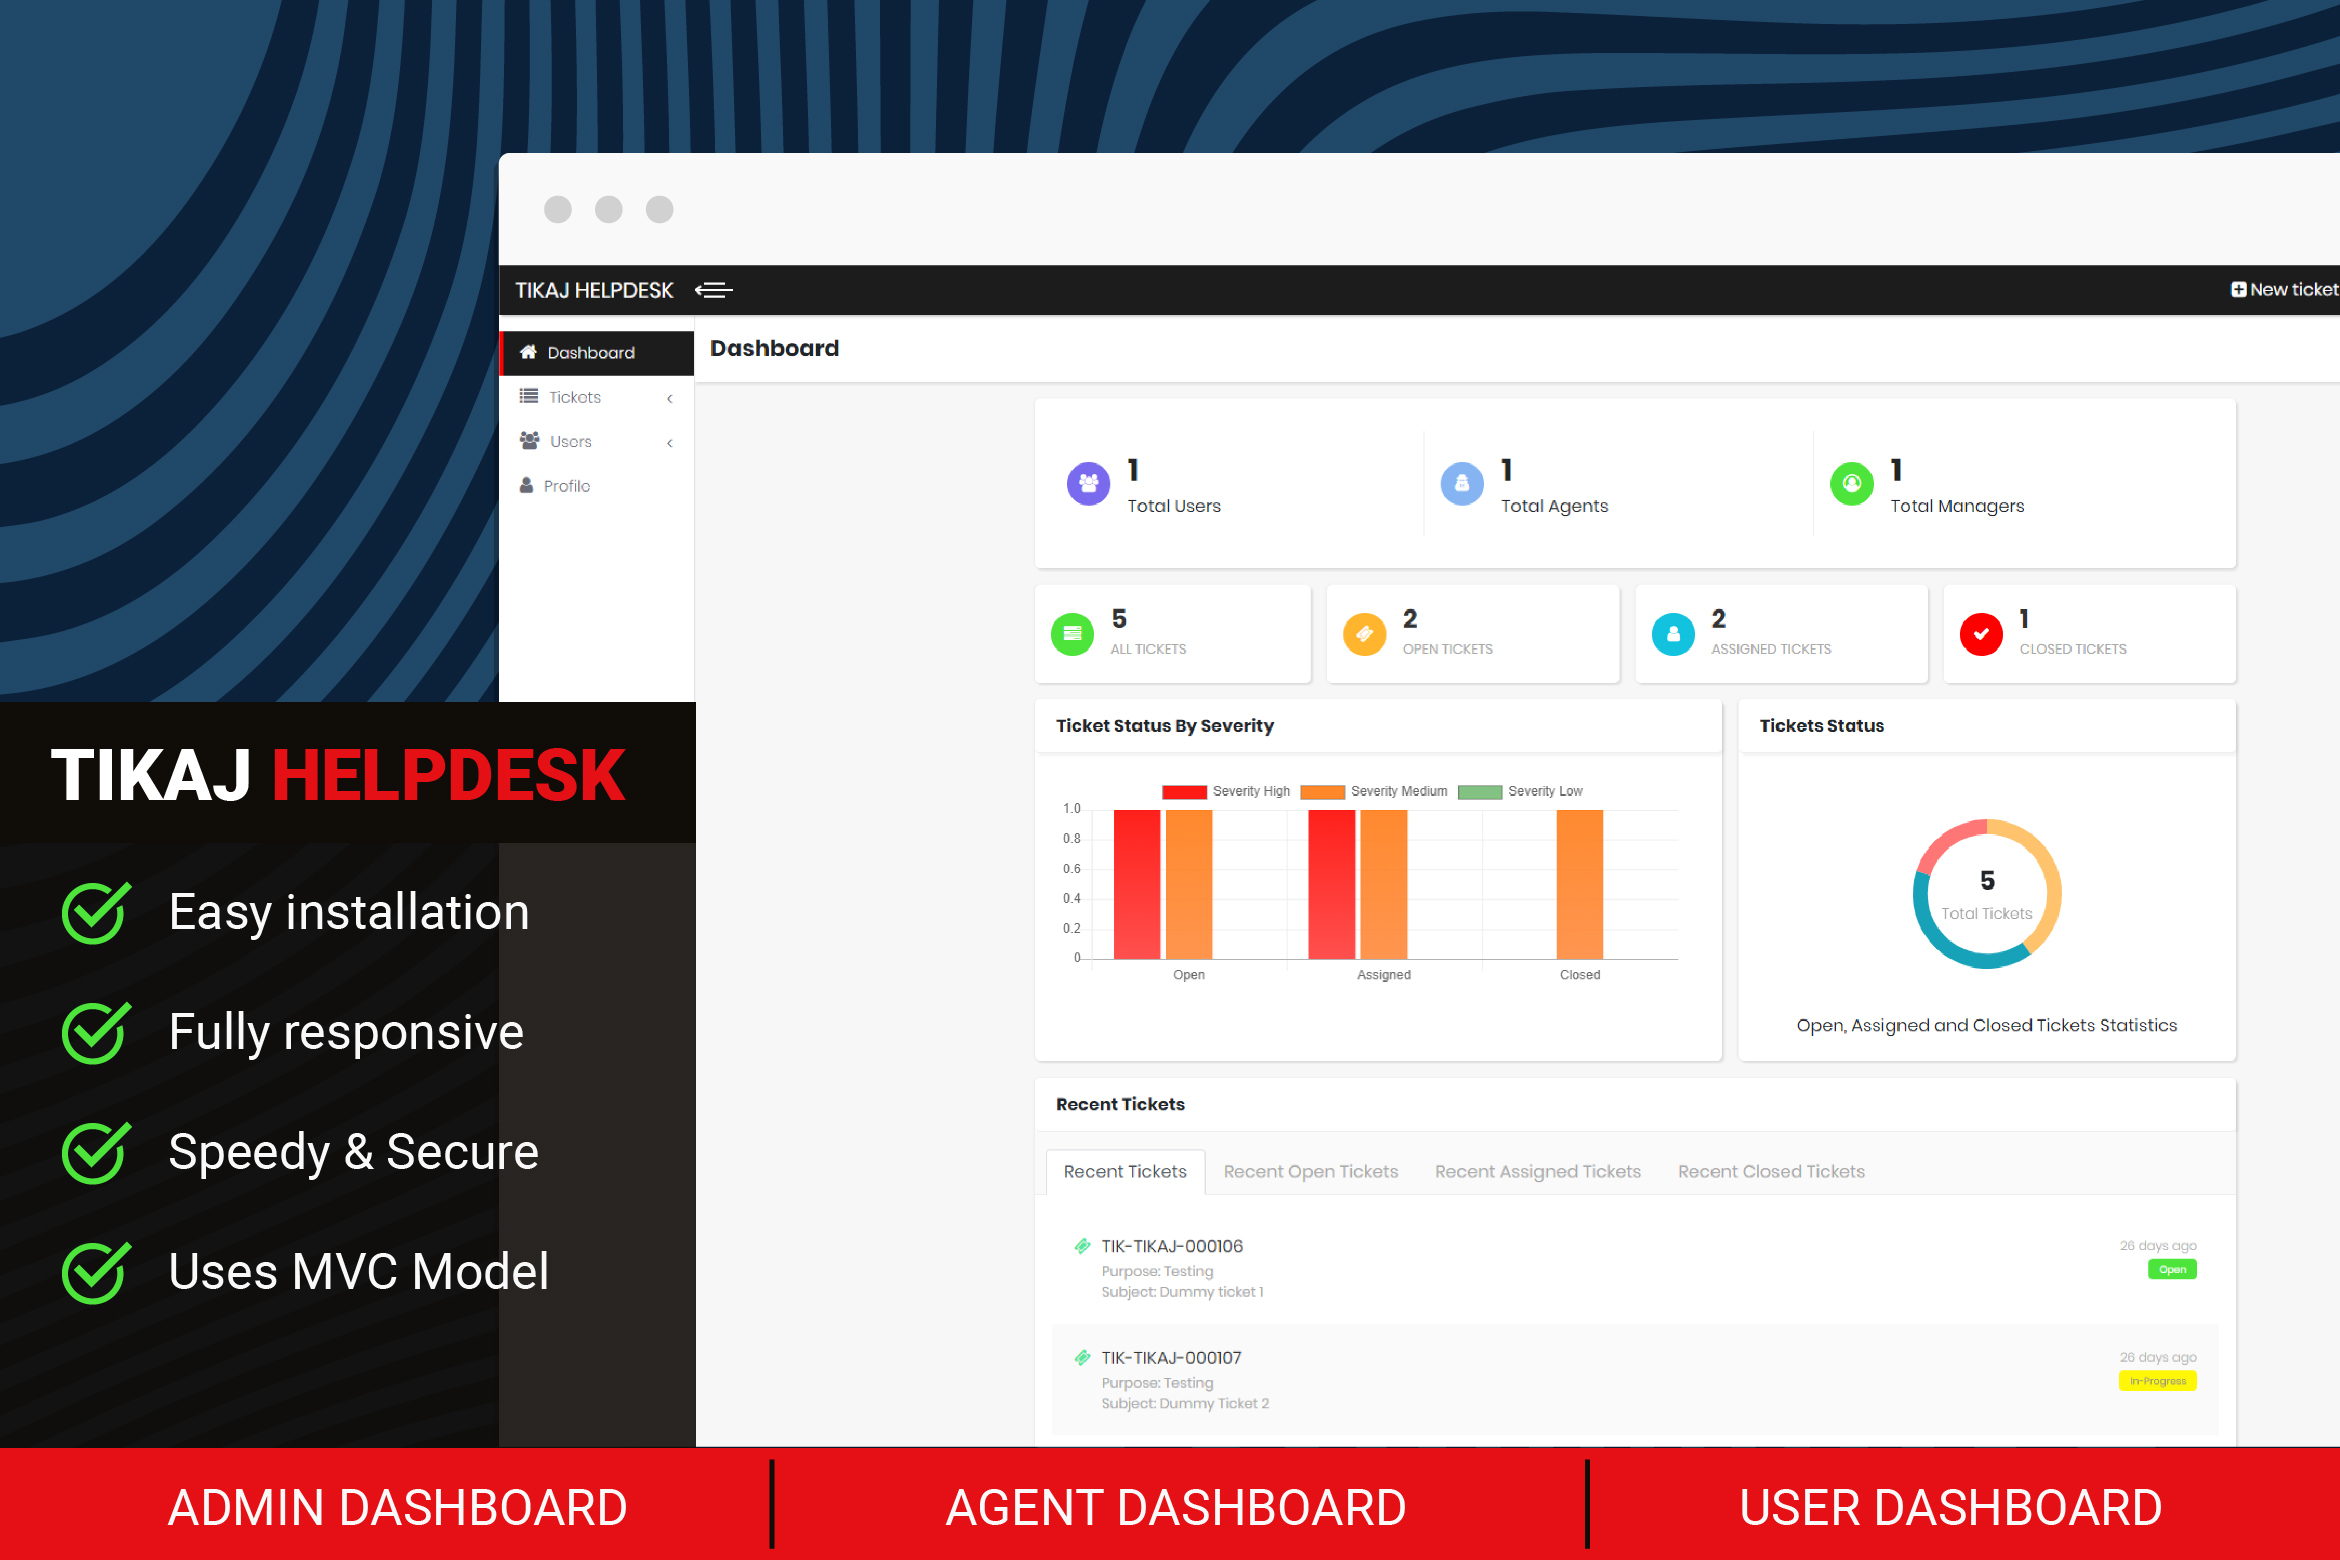 TIKAJ HELPDESK
New ticket
Dashboard
Tickets
Users
Profile
Dashboard
1
Total Users
1
Total Agents
1
Total Managers
5
ALL TICKETS
2
OPEN TICKETS
2
ASSIGNED TICKETS
1
CLOSED TICKETS
Ticket Status By Severity
Severity High
Severity Medium
Severity Low
1.0
0.8
0.6
0.4
0.2
0
Open
Assigned
Closed
Tickets Status
5
Total Tickets
Open, Assigned and Closed Tickets Statistics
Recent Tickets
Recent Tickets
Recent Open Tickets
Recent Assigned Tickets
Recent Closed Tickets
TIK-TIKAJ-000106
Purpose: Testing
Subject: Dummy ticket 1
26 days ago
Open
TIK-TIKAJ-000107
Purpose: Testing
Subject: Dummy Ticket 2
26 days ago
In-Progress
TIKAJ HELPDESK
Easy installation
Fully responsive
Speedy & Secure
Uses MVC Model
ADMIN DASHBOARD
AGENT DASHBOARD
USER DASHBOARD